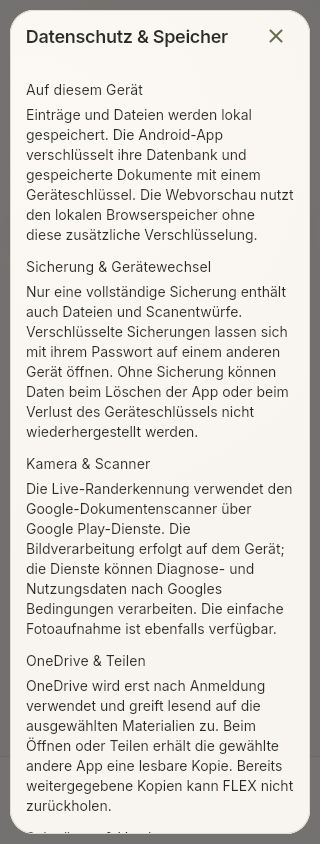 Datenschutz & Speicher
Auf diesem Gerät
Einträge und Dateien werden lokal
gespeichert. Die Android-App
verschlüsselt ihre Datenbank und
gespeicherte Dokumente mit einem
Geräteschlüssel. Die Webvorschau nutzt
den lokalen Browserspeicher ohne
diese zusätzliche Verschlüsselung.
Sicherung & Gerätewechsel
Nur eine vollständige Sicherung enthält
auch Dateien und Scanentwürfe.
Verschlüsselte Sicherungen lassen sich
mit ihrem Passwort auf einem anderen
Gerät öffnen. Ohne Sicherung können
Daten beim Löschen der App oder beim
Verlust des Geräteschlüssels nicht
wiederhergestellt werden.
Kamera & Scanner
Die Live-Randerkennung verwendet den
Google-Dokumentenscanner über
Google Play-Dienste. Die
Bildverarbeitung erfolgt auf dem Gerät;
die Dienste können Diagnose- und
Nutzungsdaten nach Googles
Bedingungen verarbeiten. Die einfache
Fotoaufnahme ist ebenfalls verfügbar.
OneDrive & Teilen
OneDrive wird erst nach Anmeldung
verwendet und greift lesend auf die
ausgewählten Materialien zu. Beim
Öffnen oder Teilen erhält die gewählte
andere App eine lesbare Kopie. Bereits
weitergegebene Kopien kann FLEX nicht
zurückholen.